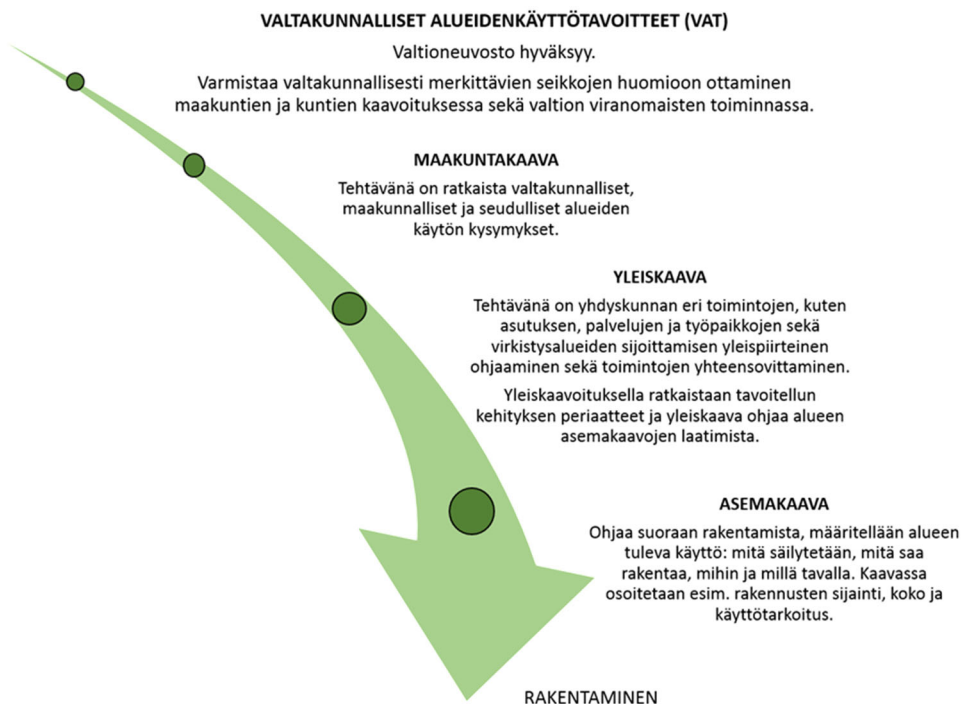 VALTAKUNNALLISET ALUEIDENKÄYTTÖTAVOITTEET (VAT)
Valtioneuvosto hyväksyy.
Varmistaa valtakunnallisesti merkittävien seikkojen huomioon ottaminen
maakuntien ja kuntien kaavoituksessa sekä valtion viranomaisten toiminnassa.
MAAKUNTAKAAVA
Tehtävänä on ratkaista valtakunnalliset,
maakunnalliset ja seudulliset alueiden
käytön kysymykset.
YLEISKAAVA
Tehtävänä on yhdyskunnan eri toimintojen, kuten
asutuksen, palvelujen ja työpaikkojen sekä
virkistysalueiden sijoittamisen yleispiirteinen
ohjaaminen sekä toimintojen yhteensovittaminen.
Yleiskaavoituksella ratkaistaan tavoitellun
kehityksen periaatteet ja yleiskaava ohjaa alueen
asemakaavojen laatimista.
ASEMAKAAVA
Ohjaa suoraan rakentamista, määritellään alueen
tuleva käyttö: mitä säilytetään, mitä saa
rakentaa, mihin ja millä tavalla. Kaavassa
osoitetaan esim. rakennusten sijainti, koko ja
käyttötarkoitus.
RAKENTAMINEN